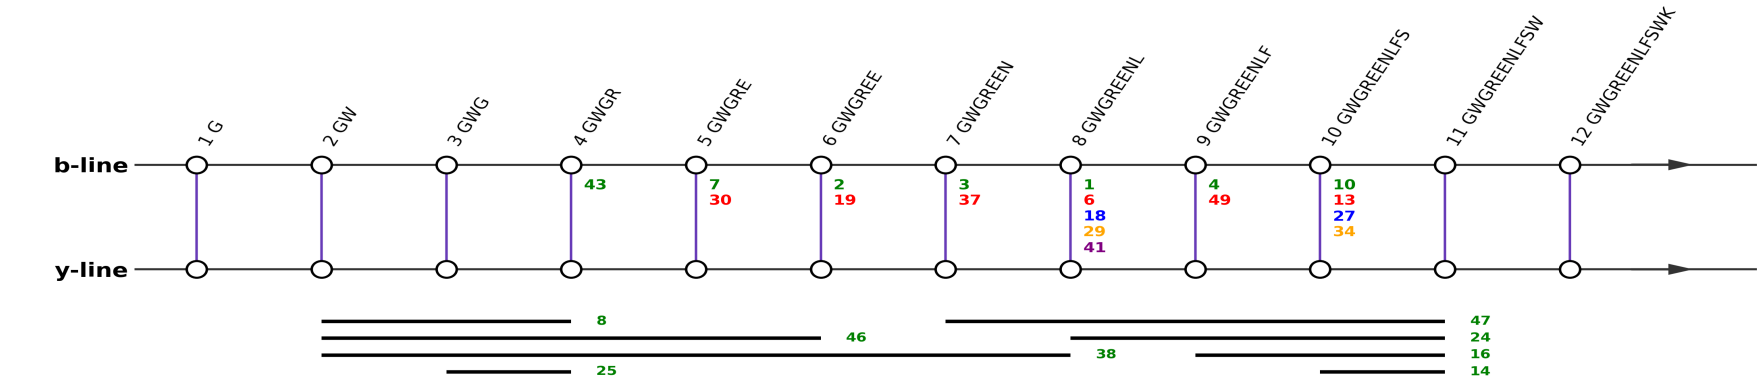 1 G
2 GW
3 GWG
4 GWGR
5 GWGRE
6 GWGREE
7 GWGREEN
8 GWGREENL
9 GWGREENLF
10 GWGREENLFS
11 GWGREENLFSW
12 GWGREENLFSWK
b-line
43
7
30
2
19
3
37
1
6
18
29
41
4
49
10
13
27
34
y-line
8
47
46
24
38
16
25
14